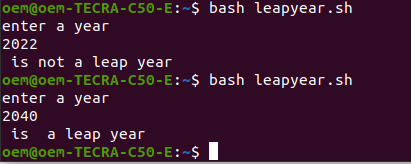 oem@oem-TECRA-C50-E:~$ bash leapyear.sh
enter a year
2022
 is not a leap year
oem@oem-TECRA-C50-E:~$ bash leapyear.sh
enter a year
2040
 is  a leap year
oem@oem-TECRA-C50-E:~$